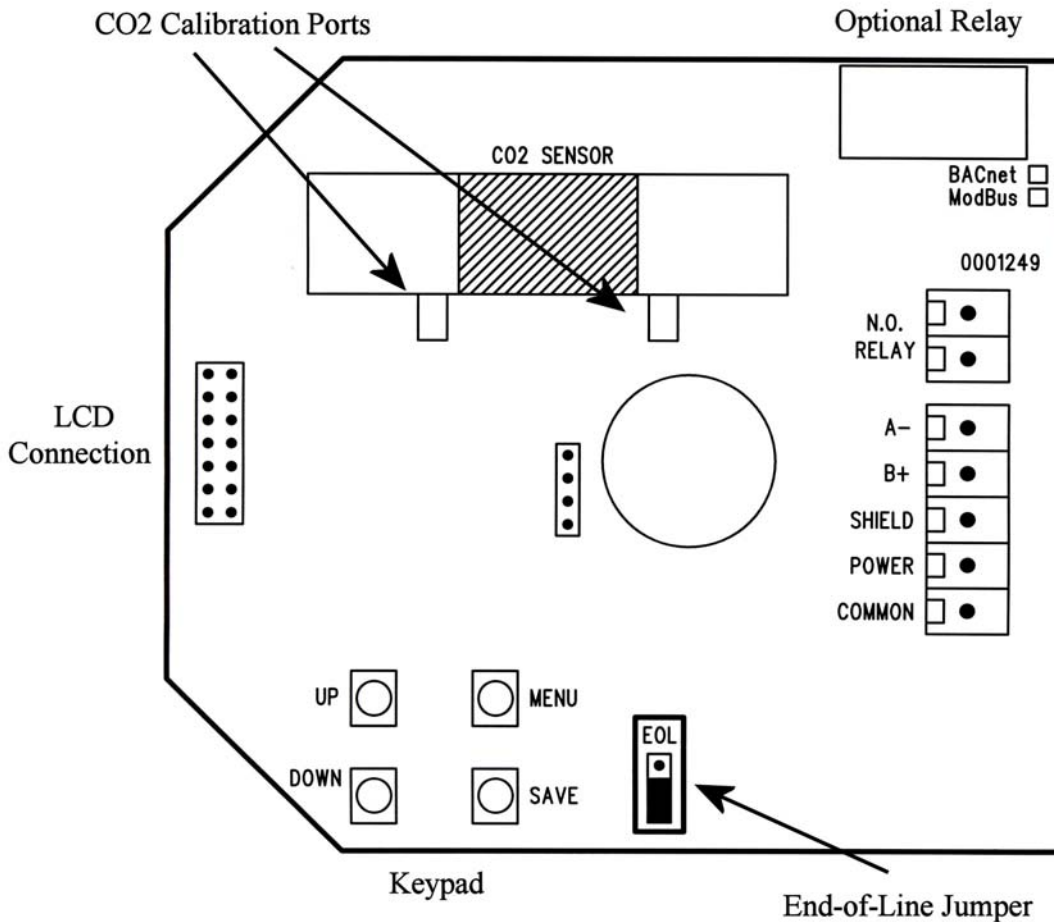 CO2 Calibration Ports
Optional Relay
CO2 SENSOR
BACnet
ModBus
0001249
N.O.
RELAY
LCD
Connection
A-
B+
SHIELD
POWER
COMMON
UP
MENU
EOL
DOWN
SAVE
Keypad
End-of-Line Jumper